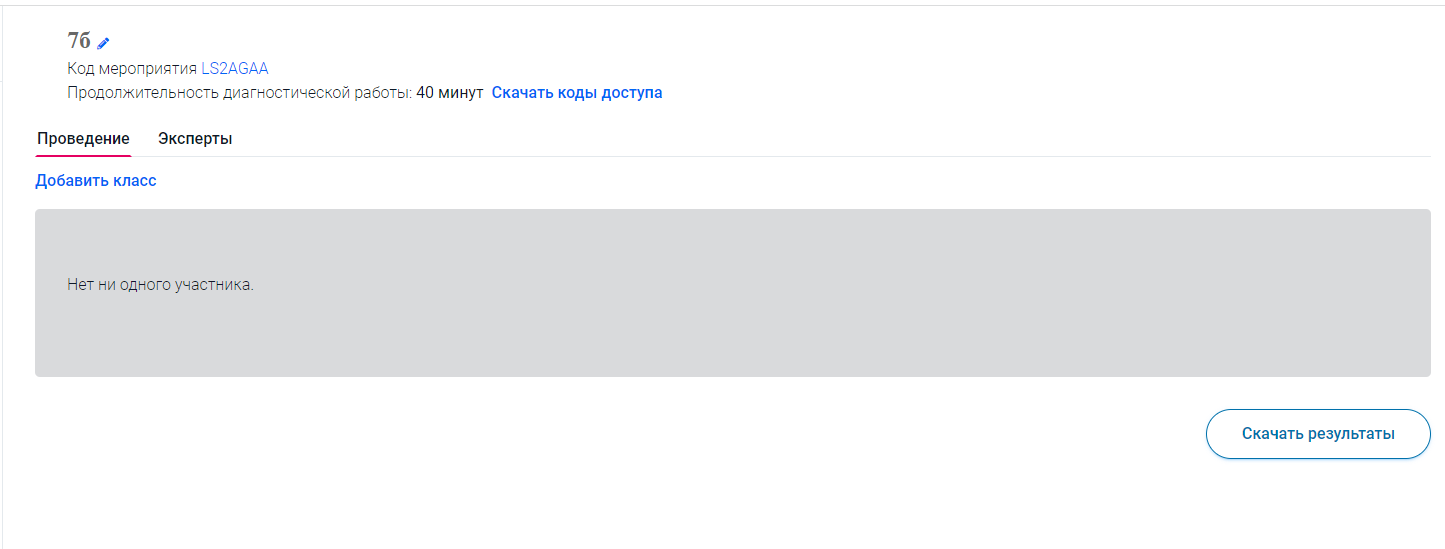 7б
Код мероприятия LS2AGAA
Продолжительность диагностической работы: 40 минут Скачать коды доступа
Проведение Эксперты
Добавить класс
Нет ни одного участника.
Скачать результаты